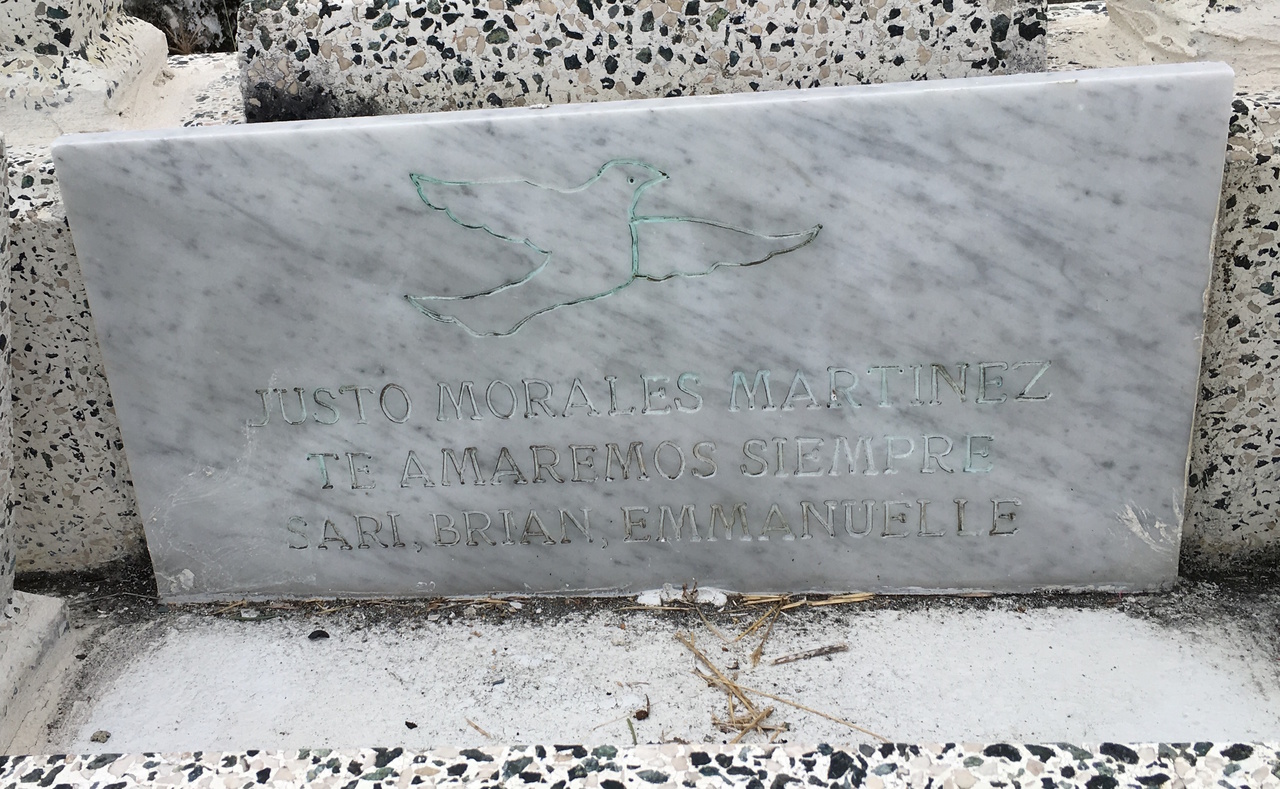 JUSTO MORALES MARTINEZ
TE AMAREMOS SIEMPRE
SARI, BRIAN, EMMANUELLE